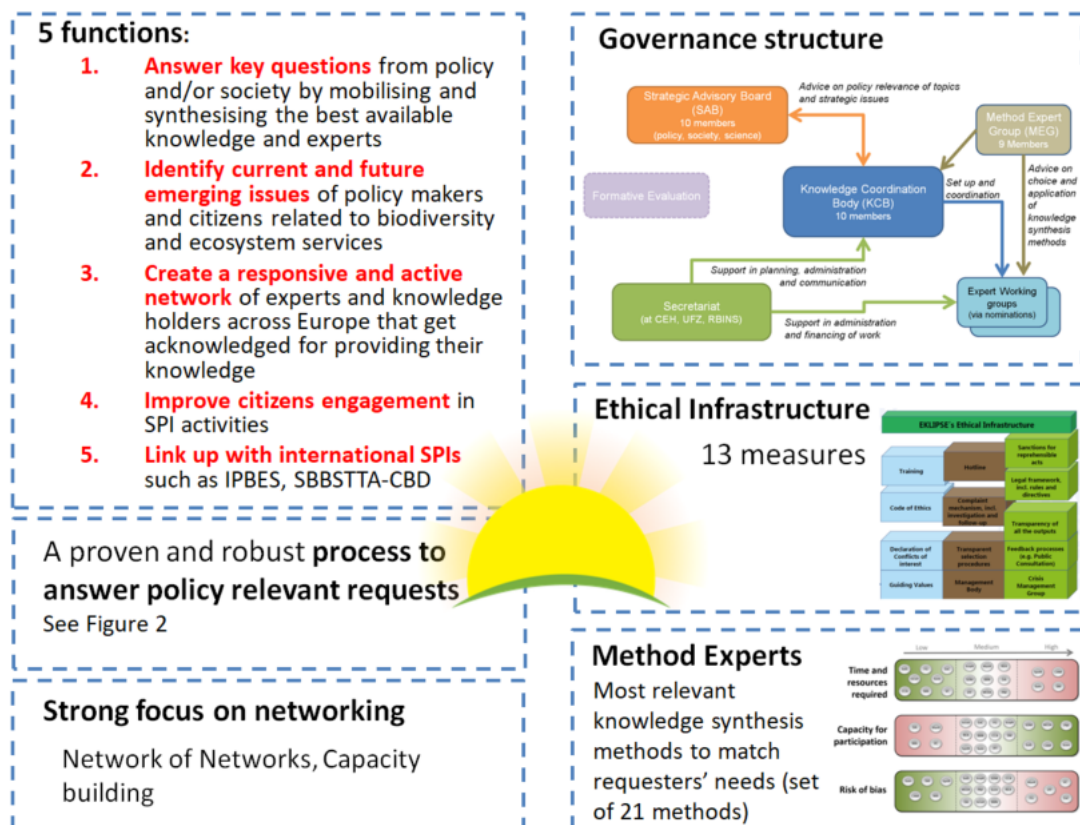 5 functions:
1. Answer key questions from policy
and/or society by mobilising and
synthesising the best available
knowledge and experts
2. Identify current and future
emerging issues of policy makers
and citizens related to biodiversity
and ecosystem services
3. Create a responsive and active
network of experts and knowledge
holders across Europe that get
acknowledged for providing their
knowledge
4. Improve citizens engagement in
SPI activities
5. Link up with international SPIs
such as IPBES, SBBSTTA-CBD
A proven and robust process to
answer policy relevant requests
See Figure 2
Strong focus on networking
Network of Networks, Capacity
building
Governance structure
Strategic Advisory Board
(SAB)
10 members
(policy, society, science)
Advice on policy relevance of topics
and strategic issues
Method Expert
Group (MEG)
9 Members
Formative Evaluation
Knowledge Coordination
Body (KCB)
10 members
Set up and
coordination
Advice on
choice and
application
of
knowledge
synthesis
methods
Support in planning, administration
and communication
Secretariat
(at CEH, UFZ, RBINS)
Support in administration
and financing of work
Expert Working
groups
(via nominations)
Ethical Infrastructure
13 measures
EKLIPSE's Ethical Infrastructure
Training
Hotline
Sanctions for
reprehensible
acts
Legal framework,
incl. rules and
directives
Code of Ethics
Complaint
mechanism, incl.
investigation and
follow up
Transparency of
all the outputs
Declaration of
Conflicts of
Interest
Transparent
selection
procedures
Feedback processes
(e.g. Public
Consultation)
Guiding Values
Management
Body
Crisis
Management
Group
Method Experts
Most relevant
knowledge synthesis
methods to match
requesters' needs (set
of 21 methods)
Low Medium High
Time and
resources
required
Capacity for
participation
Risk of bias